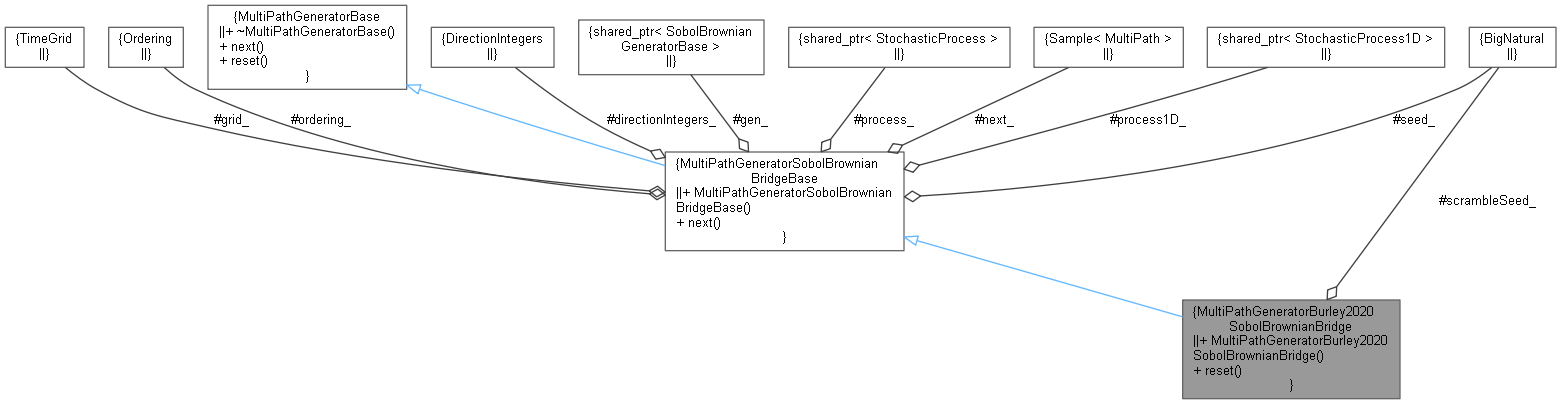 {TimeGrid
||}
{Ordering
||}
{MultiPathGeneratorBase
||+ ~MultiPathGeneratorBase()
+ next()
+ reset()
}
{DirectionIntegers
||}
{shared_ptr< SobolBrownian
GeneratorBase >
||}
{shared_ptr< StochasticProcess >
||}
{Sample< MultiPath >
||}
{shared_ptr< StochasticProcess1D >
||}
{BigNatural
||}
#grid_
#ordering_
#directionIntegers_
#gen_
#process_
#next_
#process1D_
#seed_
{MultiPathGeneratorSobolBrownian
BridgeBase
||+ MultiPathGeneratorSobolBrownian
BridgeBase()
+ next()
}
#scrambleSeed_
{MultiPathGeneratorBurley2020
SobolBrownianBridge
||+ MultiPathGeneratorBurley2020
SobolBrownianBridge()
+ reset()
}